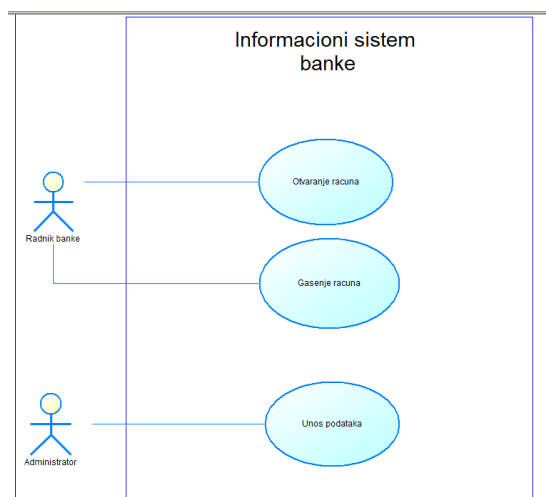 Informacioni sistem
banke
Otvaranje racuna
Radnik banke
Gasenje racuna
Unos podataka
Administrator